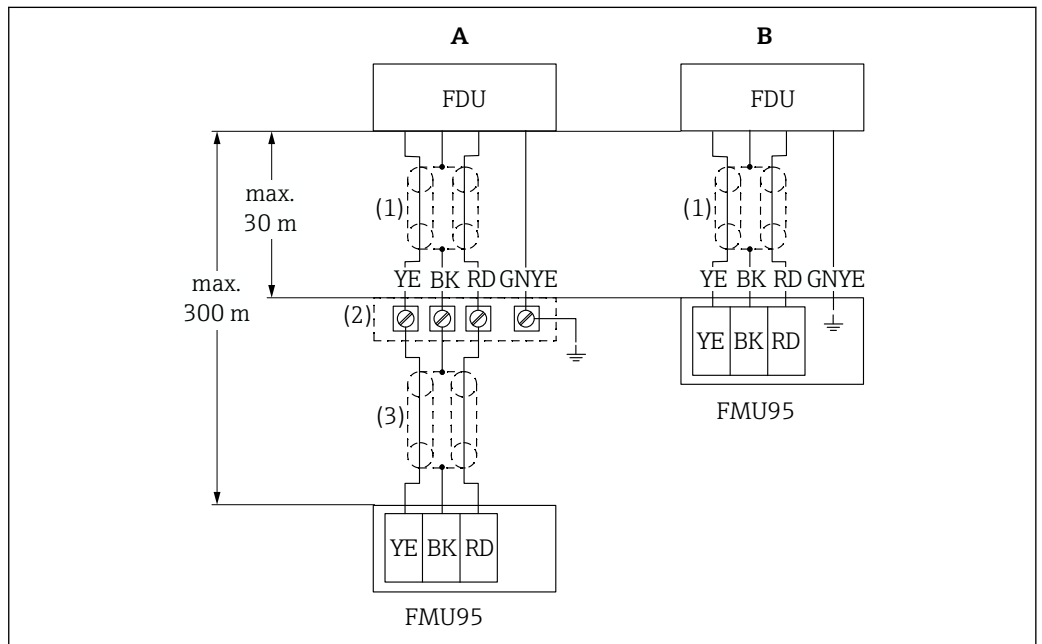 A B
FDU FDU
max.
30 m
max.
300 m
(1) (1)
YE BK RD GNYE YE BK RD GNYE
(2)
YE BK RD
FMU95
(3)
YE BK RD
FMU95